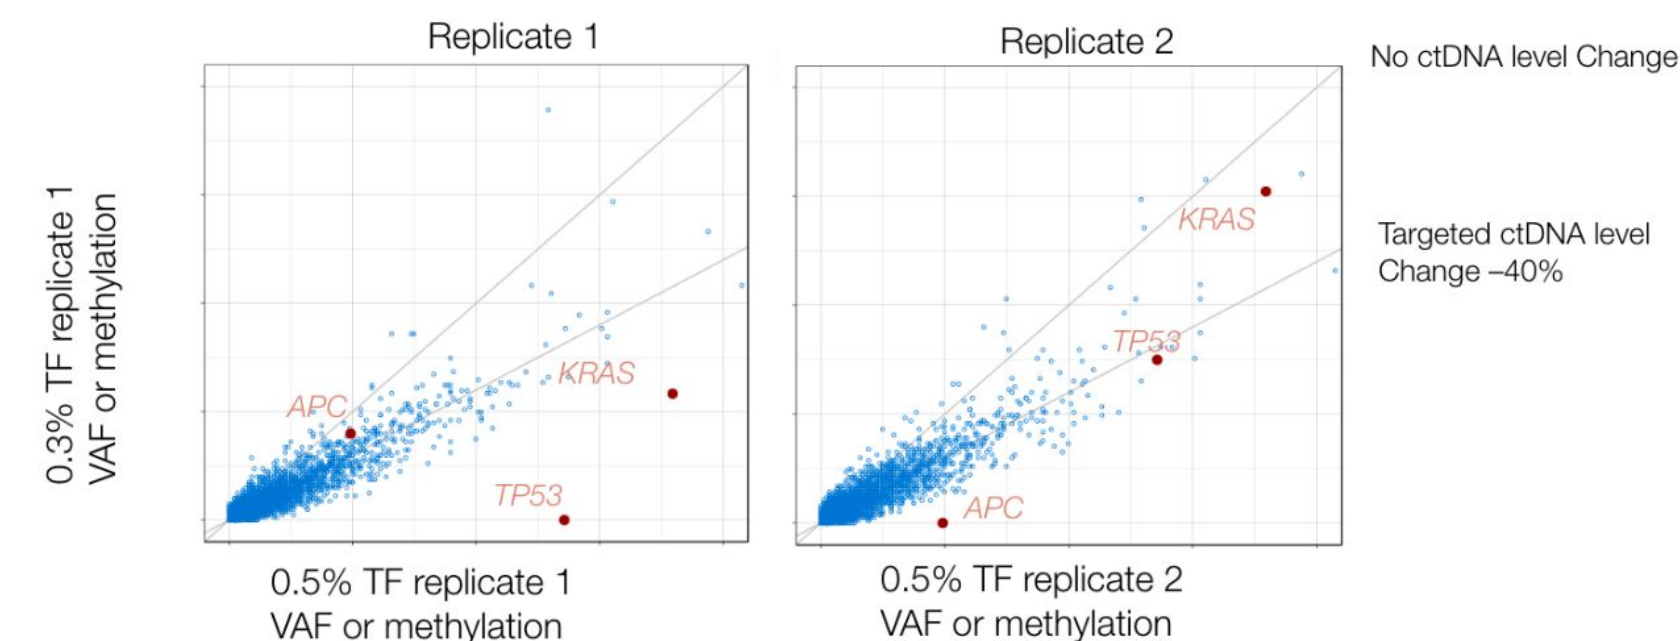 Replicate 1
Replicate 2
No ctDNA level Change
Targeted ctDNA level
Change –40%
0.3% TF replicate 1
VAF or methylation
APC
KRAS
TP53
KRAS
TP53
APC
0.5% TF replicate 1
VAF or methylation
0.5% TF replicate 2
VAF or methylation